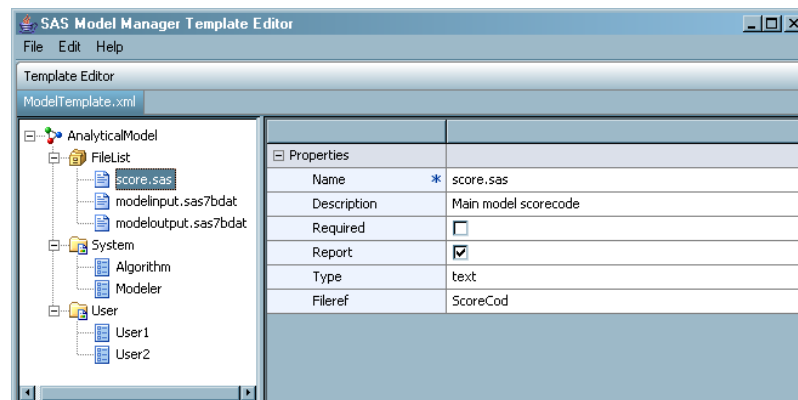 SAS Model Manager Template Editor
File Edit Help
Template Editor
ModelTemplate.xml
AnalyticalModel
FileList
score.sas
modelinput.sas7bdat
modeloutput.sas7bdat
System
Algorithm
Modeler
User
User1
User2
Properties
Name * score.sas
Description Main model scorecode
Required
Report
Type text
Fileref ScoreCod